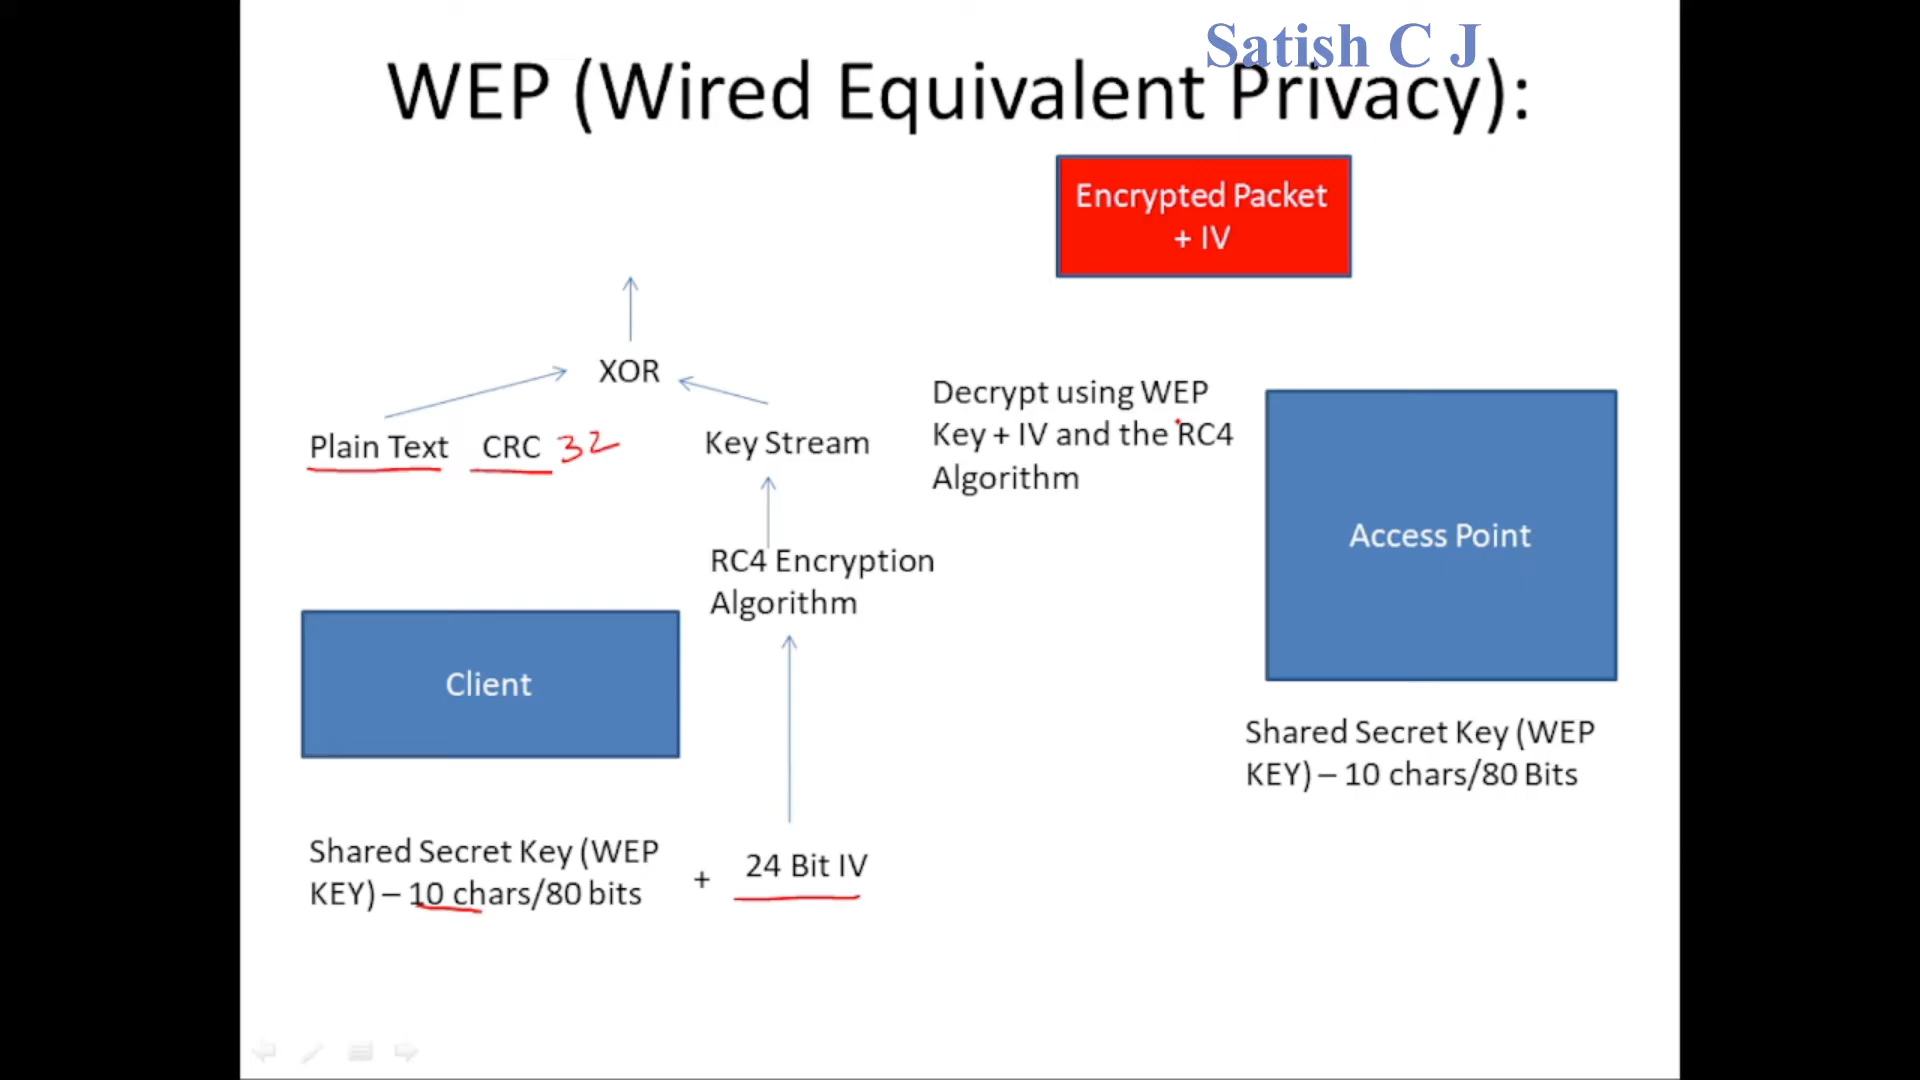 Satish C J
WEP (Wired Equivalent Privacy):
Encrypted Packet
+ IV
XOR
Plain Text CRC 32
Key Stream
Decrypt using WEP
Key + IV and the RC4
Algorithm
Access Point
RC4 Encryption
Algorithm
Client
Shared Secret Key (WEP
KEY) – 10 chars/80 Bits
Shared Secret Key (WEP
KEY) – 10 chars/80 bits
+
24 Bit IV